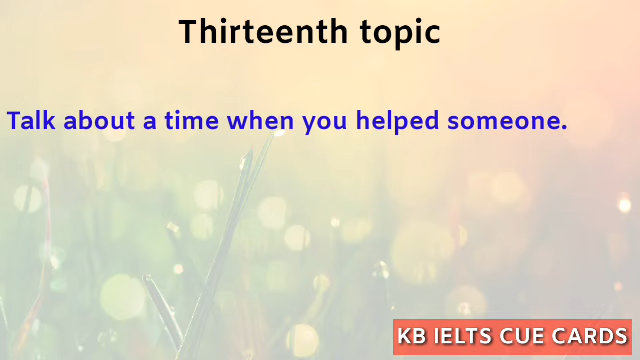 Thirteenth topic
Talk about a time when you helped someone.
KB IELTS CUE CARDS